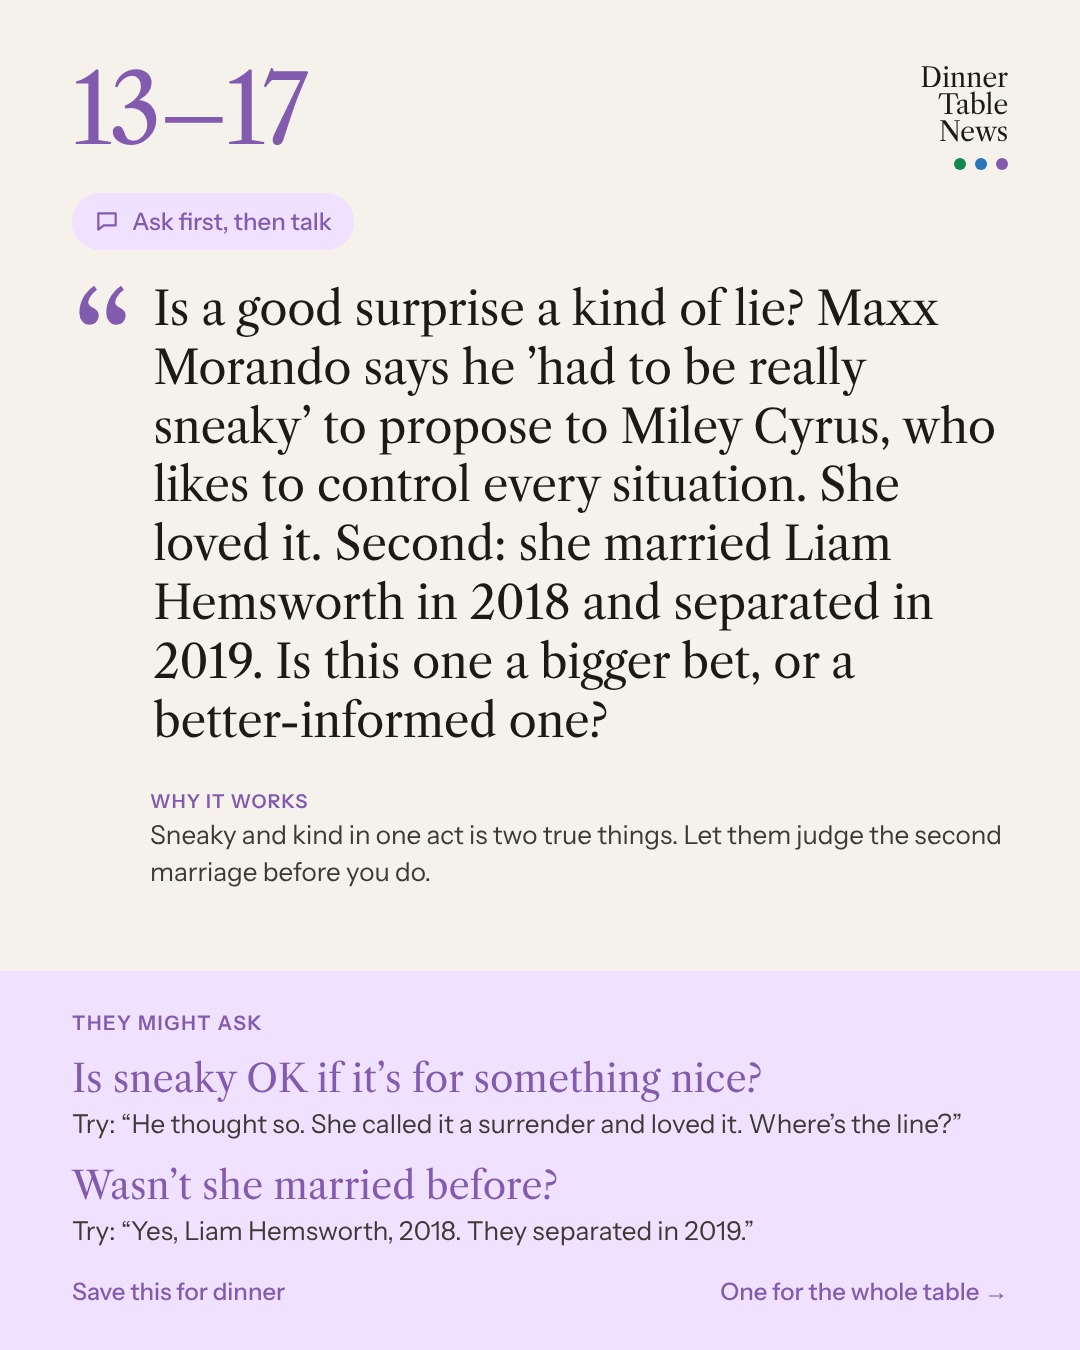 13–17
Dinner
Table
News
Ask first, then talk
“ Is a good surprise a kind of lie? Maxx
Morando says he ’had to be really
sneaky’ to propose to Miley Cyrus, who
likes to control every situation. She
loved it. Second: she married Liam
Hemsworth in 2018 and separated in
2019. Is this one a bigger bet, or a
better-informed one?
WHY IT WORKS
Sneaky and kind in one act is two true things. Let them judge the second
marriage before you do.
THEY MIGHT ASK
Is sneaky OK if it’s for something nice?
Try: “He thought so. She called it a surrender and loved it. Where’s the line?”
Wasn’t she married before?
Try: “Yes, Liam Hemsworth, 2018. They separated in 2019.”
Save this for dinner
One for the whole table →